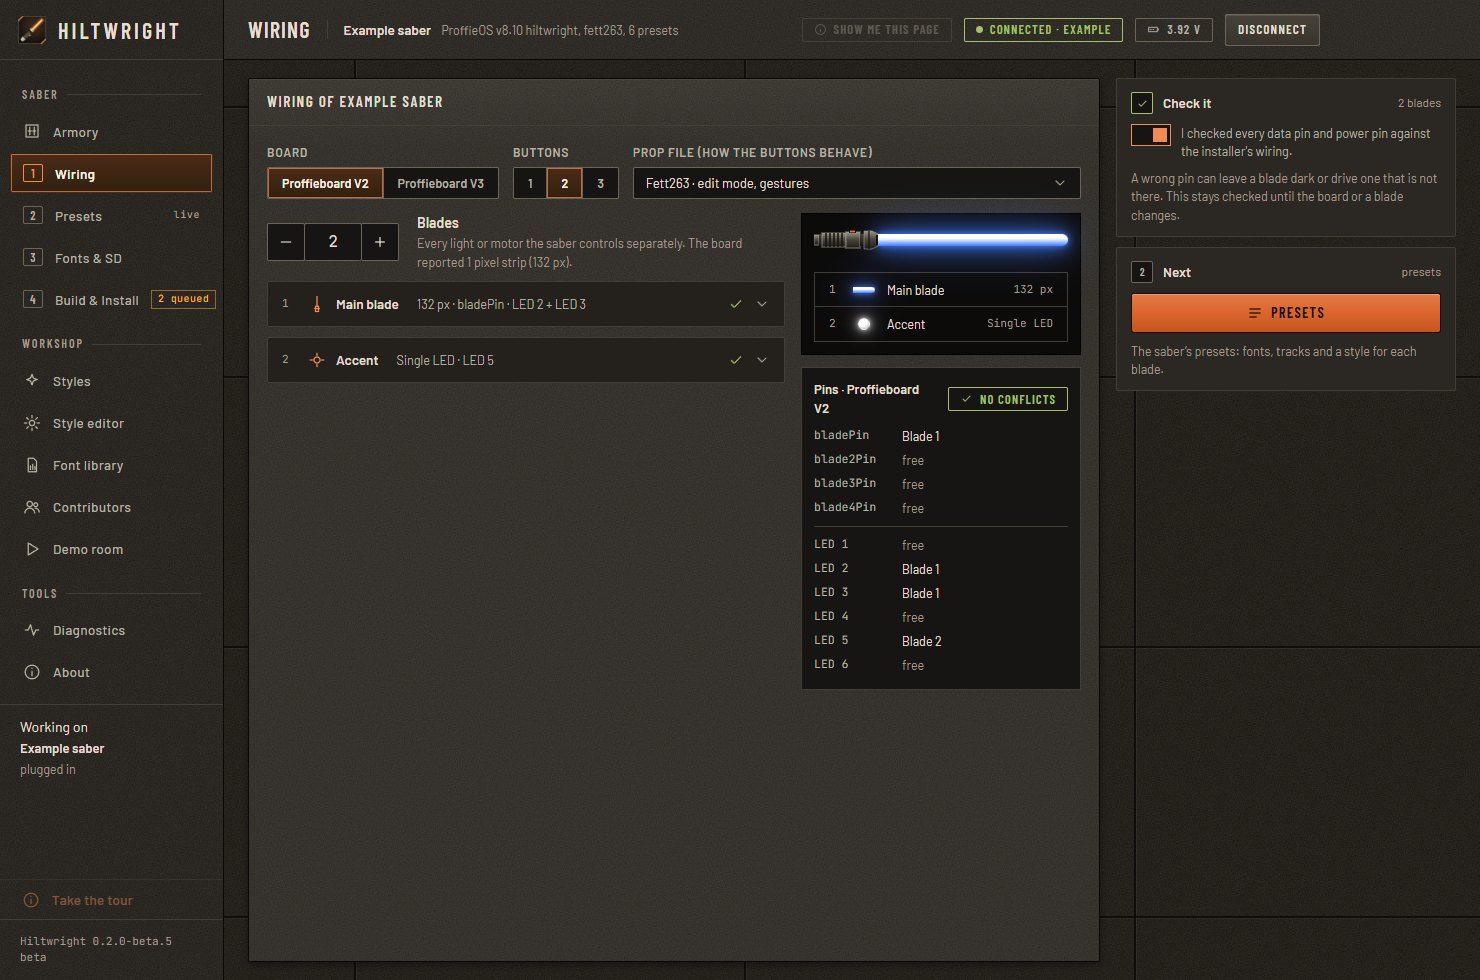 HILTWRIGHT
WIRING
Example saber ProffieOS v8.10 hiltwright, fett263, 6 presets
SHOW ME THIS PAGE
CONNECTED · EXAMPLE
3.92 V
DISCONNECT
SABER
Armory
1 Wiring
2 Presets live
3 Fonts & SD
4 Build & Install 2 queued
WORKSHOP
Styles
Style editor
Font library
Contributors
Demo room
TOOLS
Diagnostics
About
Working on
Example saber
plugged in
Take the tour
Hiltwright 0.2.0-beta.5
beta
WIRING OF EXAMPLE SABER
BOARD
Proffieboard V2 Proffieboard V3
BUTTONS
1 2 3
PROP FILE (HOW THE BUTTONS BEHAVE)
Fett263 · edit mode, gestures
− 2 +
Blades
Every light or motor the saber controls separately. The board
reported 1 pixel strip (132 px).
1 Main blade 132 px · bladePin · LED 2 + LED 3
2 Accent Single LED · LED 5
1 Main blade 132 px
2 Accent Single LED
Pins · Proffieboard
V2
NO CONFLICTS
bladePin Blade 1
blade2Pin free
blade3Pin free
blade4Pin free
LED 1 free
LED 2 Blade 1
LED 3 Blade 1
LED 4 free
LED 5 Blade 2
LED 6 free
Check it 2 blades
I checked every data pin and power pin against
the installer's wiring.
A wrong pin can leave a blade dark or drive one that is not
there. This stays checked until the board or a blade
changes.
2 Next presets
PRESETS
The saber's presets: fonts, tracks and a style for each
blade.